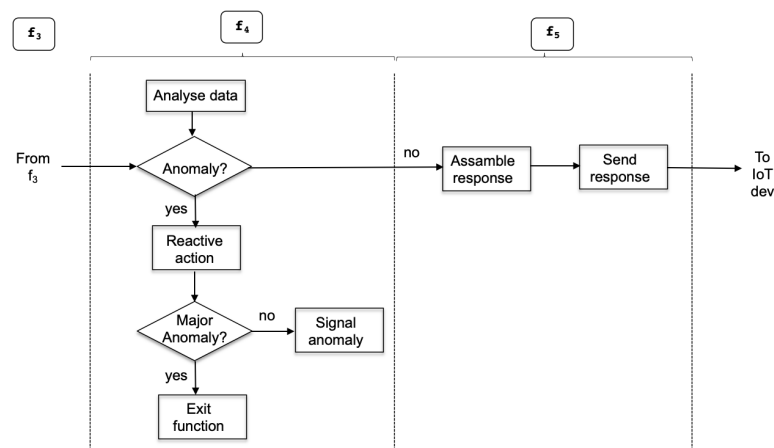 f₃
f₄
f₅
Analyse data
From
f₃
Anomaly?
no
Assamble
response
Send
response
To
IoT
dev
yes
Reactive
action
Major
Anomaly?
no
Signal
anomaly
yes
Exit
function